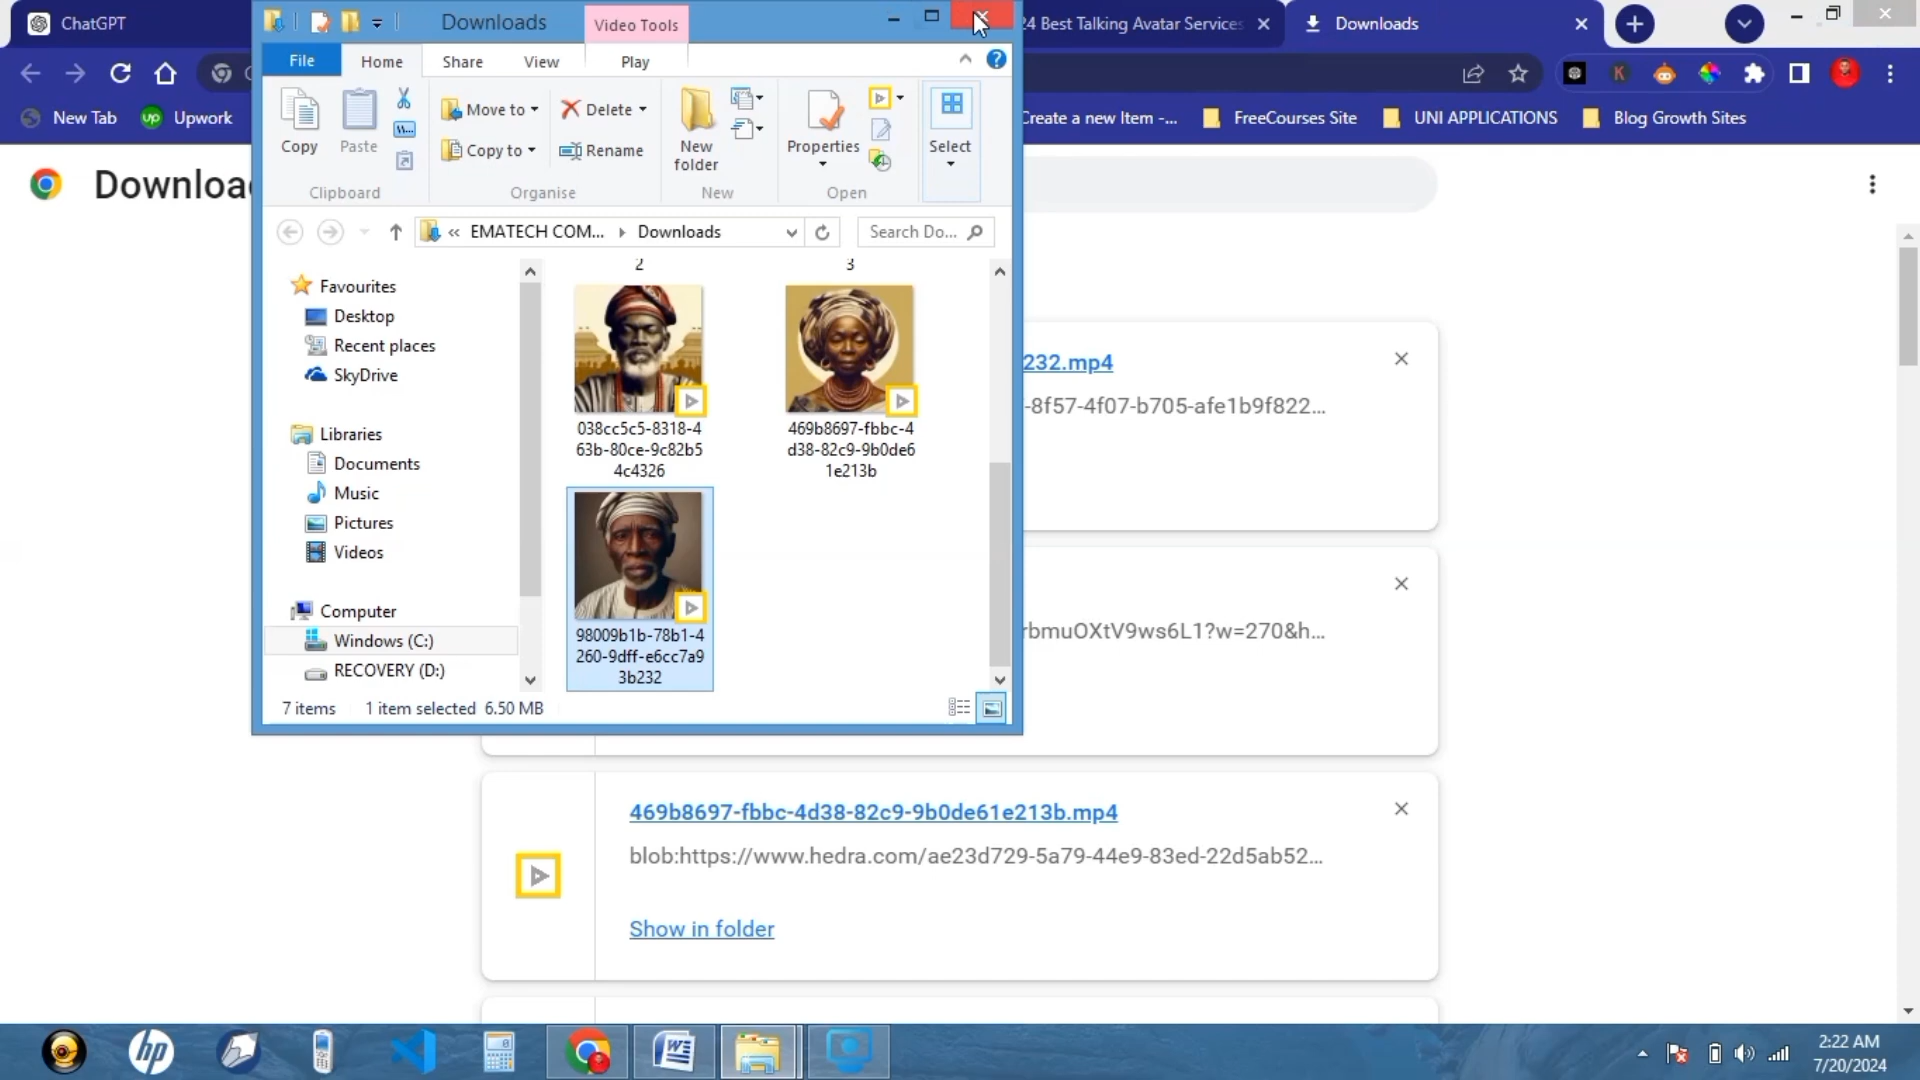 ChatGPT
Downloads
Video Tools
24 Best Talking Avatar Services
Downloads
File
Home
Share
View
Play
New Tab
up
Upwork
Create a new Item -...
FreeCourses Site
UNI APPLICATIONS
Blog Growth Sites
Copy
Paste
Move to
Copy to
Delete
Rename
New
folder
Properties
Select
Clipboard
Organise
New
Open
Downloa
« EMATECH COM...
Downloads
Search Do...
Favourites
Desktop
Recent places
SkyDrive
Libraries
Documents
Music
Pictures
Videos
Computer
Windows (C:)
RECOVERY (D:)
2
3
038cc5c5-8318-4
63b-80ce-9c82b5
4c4326
469b8697-fbbc-4
d38-82c9-9b0de6
1e213b
98009b1b-78b1-4
260-9dff-e6cc7a9
3b232
7 items
1 item selected 6.50 MB
232.mp4
-8f57-4f07-b705-afe1b9f822...
rbmuOXtV9ws6L1?w=270&h...
469b8697-fbbc-4d38-82c9-9b0de61e213b.mp4
blob:https://www.hedra.com/ae23d729-5a79-44e9-83ed-22d5ab52...
Show in folder
hp
2:22 AM
7/20/2024